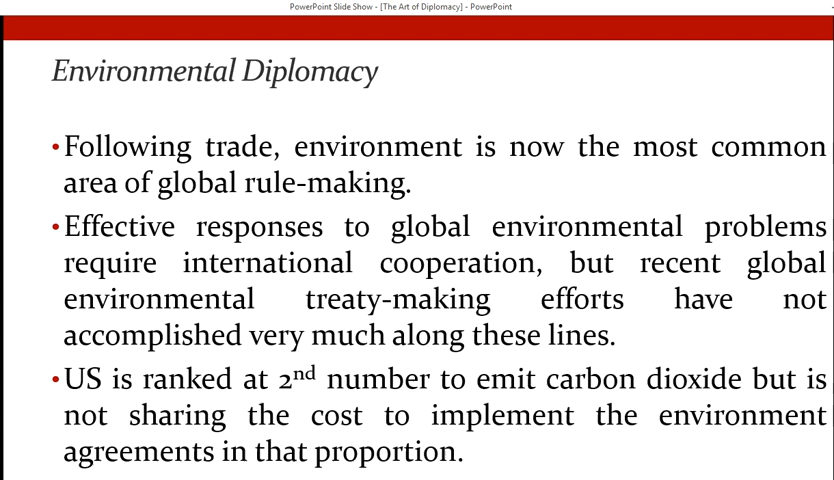 PowerPoint Slide Show - [The Art of Diplomacy] - PowerPoint
Environmental Diplomacy
•Following trade, environment is now the most common
area of global rule-making.
•Effective responses to global environmental problems
require international cooperation, but recent global
environmental treaty-making efforts have not
accomplished very much along these lines.
•US is ranked at 2nd number to emit carbon dioxide but is
not sharing the cost to implement the environment
agreements in that proportion.